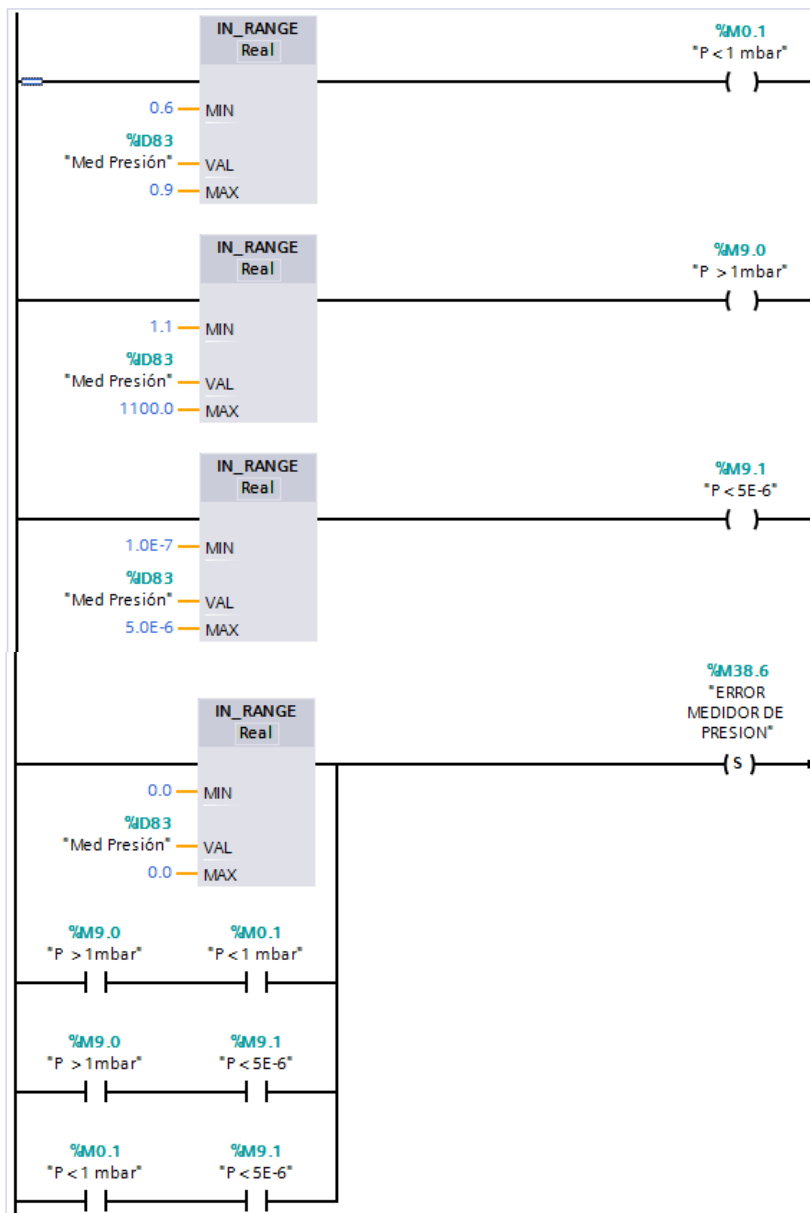 IN_RANGE
Real
%M0.1
"P < 1 mbar"
0.6
MIN
%ID83
"Med Presión"
VAL
0.9
MAX
IN_RANGE
Real
%M9.0
"P > 1mbar"
1.1
MIN
%ID83
"Med Presión"
VAL
1100.0
MAX
IN_RANGE
Real
%M9.1
"P < 5E-6"
1.0E-7
MIN
%ID83
"Med Presión"
VAL
5.0E-6
MAX
%M38.6
"ERROR
MEDIDOR DE
PRESION"
IN_RANGE
Real
S
0.0
MIN
%ID83
"Med Presión"
VAL
0.0
MAX
%M9.0
"P > 1mbar"
%M0.1
"P < 1 mbar"
%M9.0
"P > 1mbar"
%M9.1
"P < 5E-6"
%M0.1
"P < 1 mbar"
%M9.1
"P < 5E-6"